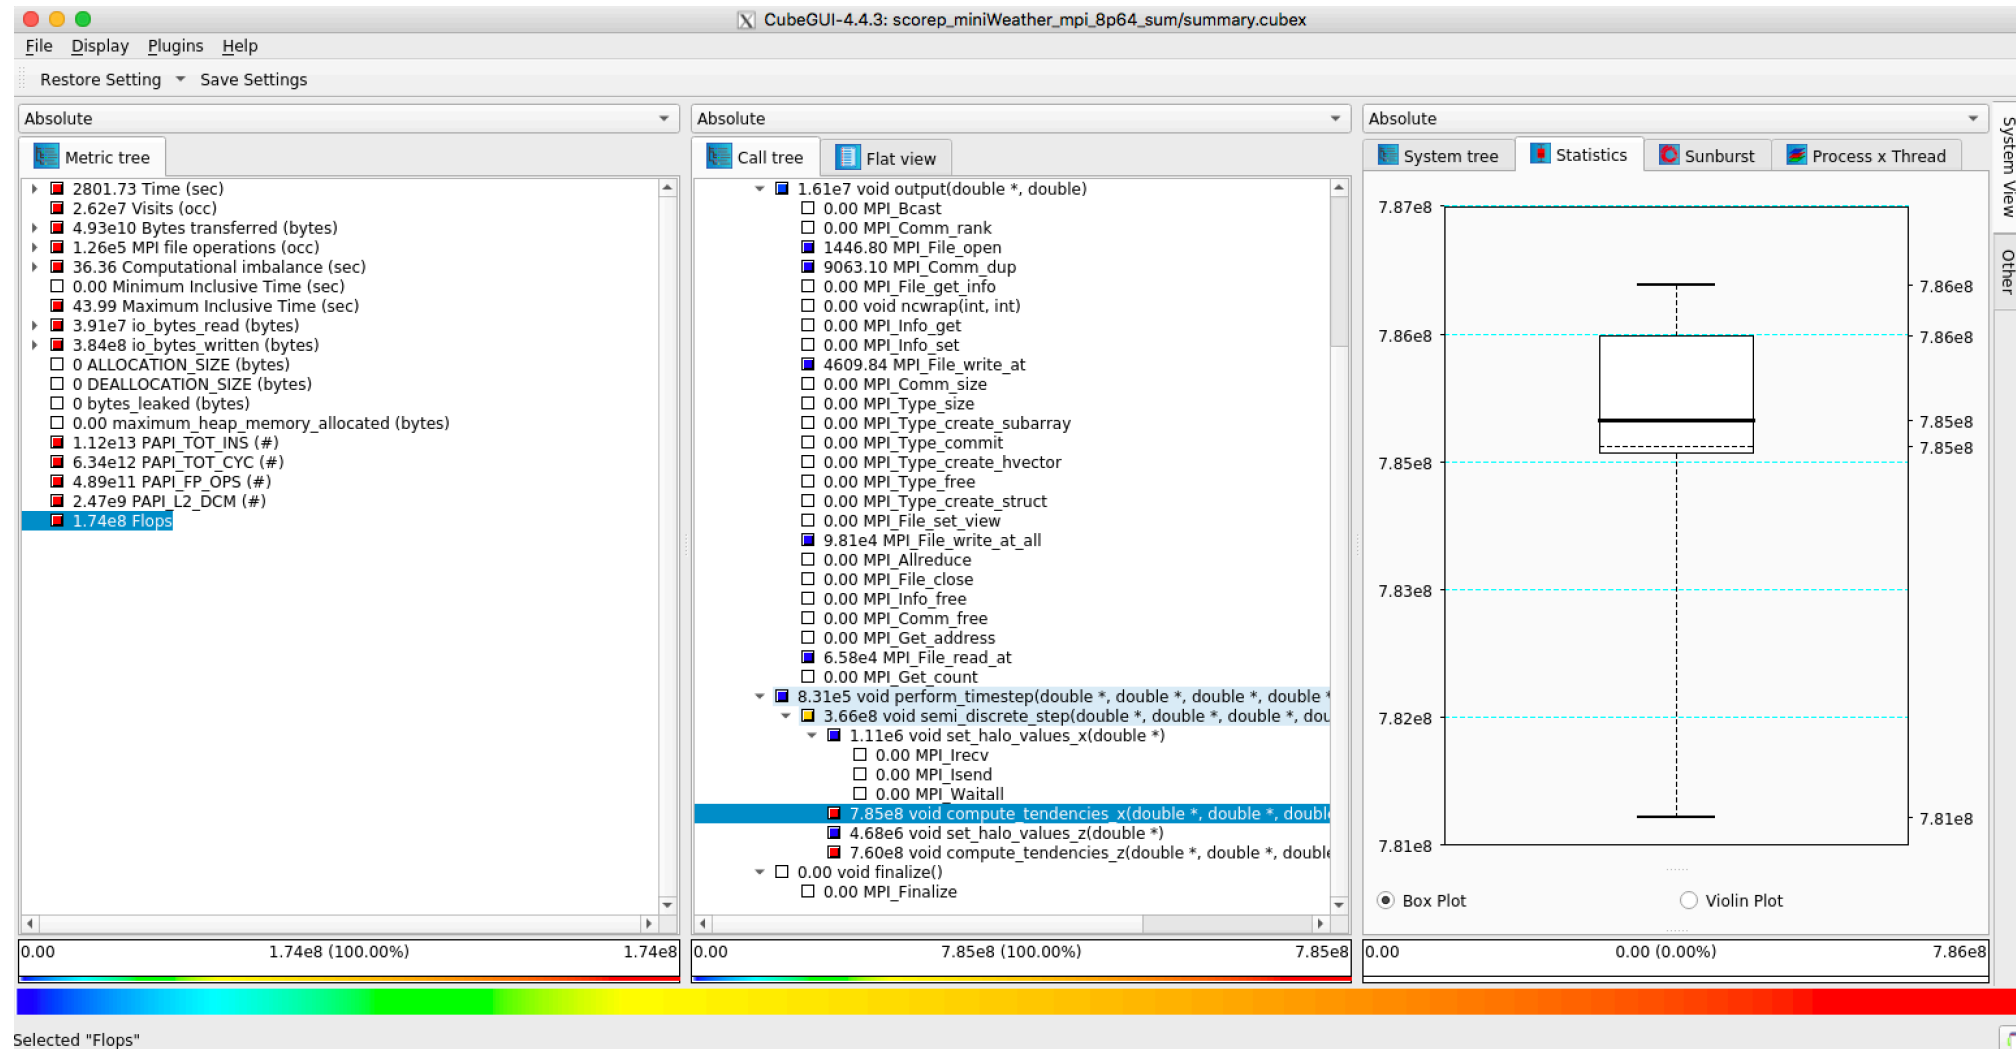 CubeGUI-4.4.3: scorep_miniWeather_mpi_8p64_sum/summary.cubex
File Display Plugins Help
Restore Setting Save Settings
Absolute
Metric tree
2801.73 Time (sec)
2.62e7 Visits (occ)
4.93e10 Bytes transferred (bytes)
1.26e5 MPI file operations (occ)
36.36 Computational imbalance (sec)
0.00 Minimum Inclusive Time (sec)
43.99 Maximum Inclusive Time (sec)
3.91e7 io_bytes_read (bytes)
3.84e8 io_bytes_written (bytes)
0 ALLOCATION_SIZE (bytes)
0 DEALLOCATION_SIZE (bytes)
0 bytes_leaked (bytes)
0.00 maximum_heap_memory_allocated (bytes)
1.12e13 PAPI_TOT_INS (#)
6.34e12 PAPI_TOT_CYC (#)
4.89e11 PAPI_FP_OPS (#)
2.47e9 PAPI_L2_DCM (#)
1.74e8 Flops
0.00 1.74e8 (100.00%) 1.74e8
Absolute
Call tree Flat view
1.61e7 void output(double *, double)
0.00 MPI_Bcast
0.00 MPI_Comm_rank
1446.80 MPI_File_open
9063.10 MPI_Comm_dup
0.00 MPI_File_get_info
0.00 void ncwrap(int, int)
0.00 MPI_Info_get
0.00 MPI_Info_set
4609.84 MPI_File_write_at
0.00 MPI_Comm_size
0.00 MPI_Type_size
0.00 MPI_Type_create_subarray
0.00 MPI_Type_commit
0.00 MPI_Type_create_hvector
0.00 MPI_Type_free
0.00 MPI_Type_create_struct
0.00 MPI_File_set_view
9.81e4 MPI_File_write_at_all
0.00 MPI_Allreduce
0.00 MPI_File_close
0.00 MPI_Info_free
0.00 MPI_Comm_free
0.00 MPI_Get_address
6.58e4 MPI_File_read_at
0.00 MPI_Get_count
8.31e5 void perform_timestep(double *, double *, double *, double *
3.66e8 void semi_discrete_step(double *, double *, double *, dou
1.11e6 void set_halo_values_x(double *)
0.00 MPI_Irecv
0.00 MPI_Isend
0.00 MPI_Waitall
7.85e8 void compute_tendencies_x(double *, double *, doubl
4.68e6 void set_halo_values_z(double *)
7.60e8 void compute_tendencies_z(double *, double *, double
0.00 void finalize()
0.00 MPI_Finalize
0.00 7.85e8 (100.00%) 7.85e8
Absolute
System tree Statistics Sunburst Process x Thread
7.87e8
7.86e8
7.85e8
7.83e8
7.82e8
7.81e8
7.86e8
7.86e8
7.85e8
7.85e8
7.81e8
Box Plot Violin Plot
0.00 0.00 (0.00%) 7.86e8
System View
Other
Selected "Flops"